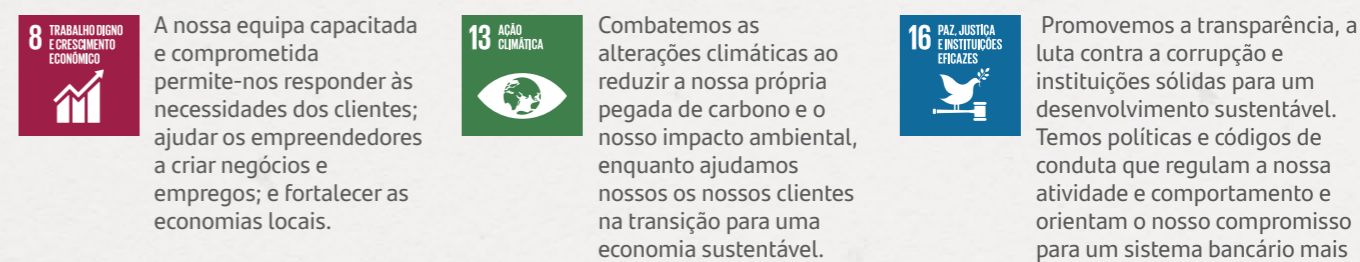 8 TRABALHO DIGNO
E CRESCIMENTO
ECONÓMICO
A nossa equipa capacitada
e comprometida
permite-nos responder às
necessidades dos clientes;
ajudar os empreendedores
a criar negócios e
empregos; e fortalecer as
economias locais.
13 AÇÃO
CLIMÁTICA
Combatemos as
alterações climáticas ao
reduzir a nossa própria
pegada de carbono e o
nosso impacto ambiental,
enquanto ajudamos
nossos os nossos clientes
na transição para uma
economia sustentável.
16 PAZ, JUSTIÇA
E INSTITUIÇÕES
EFICAZES
Promovemos a transparência, a
luta contra a corrupção e
instituições sólidas para um
desenvolvimento sustentável.
Temos políticas e códigos de
conduta que regulam a nossa
atividade e comportamento e
orientam o nosso compromisso
para um sistema bancário mais